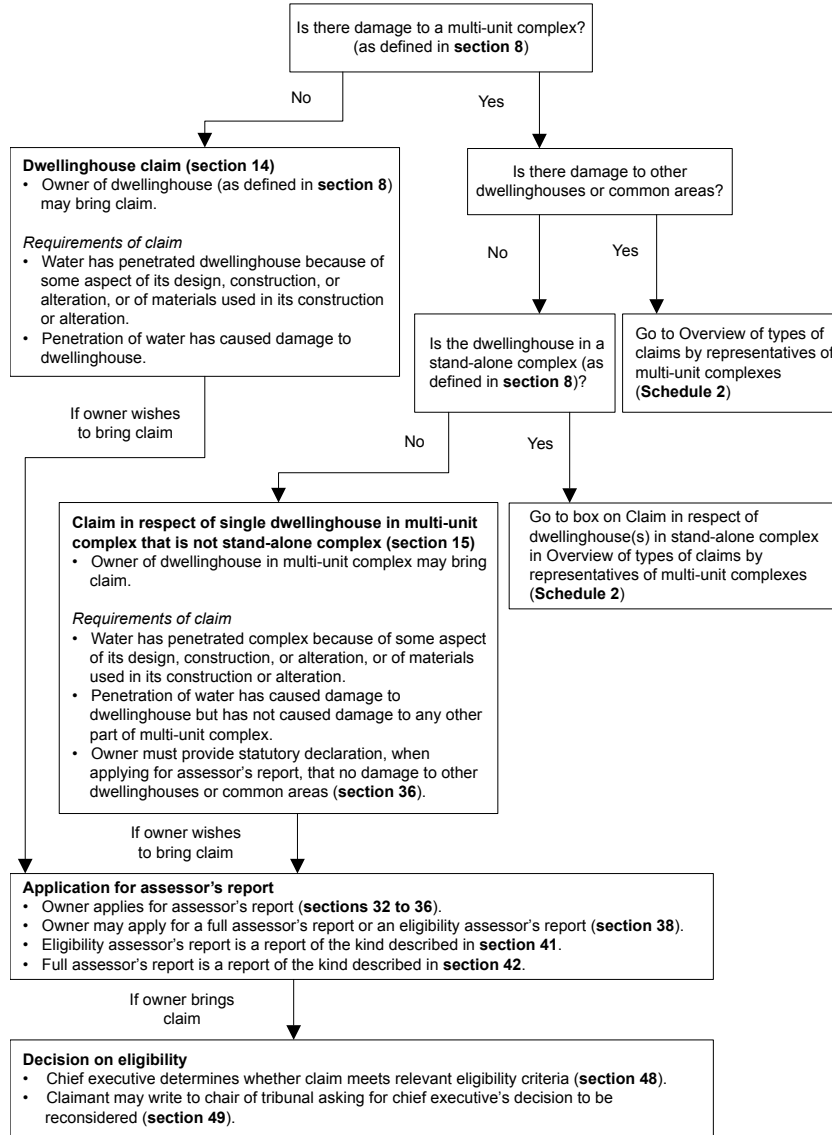 Is there damage to a multi-unit complex?
(as defined in section 8)
No
Yes
Dwellinghouse claim (section 14)
• Owner of dwellinghouse (as defined in section 8)
may bring claim.
Requirements of claim
• Water has penetrated dwellinghouse because of
some aspect of its design, construction, or
alteration, or of materials used in its construction
or alteration.
• Penetration of water has caused damage to
dwellinghouse.
Is there damage to other
dwellinghouses or common areas?
No
Yes
Is the dwellinghouse in a
stand-alone complex (as
defined in section 8)?
Go to Overview of types of
claims by representatives of
multi-unit complexes
(Schedule 2)
If owner wishes
to bring claim
No
Yes
Claim in respect of single dwellinghouse in multi-unit
complex that is not stand-alone complex (section 15)
• Owner of dwellinghouse in multi-unit complex may bring
claim.
Requirements of claim
• Water has penetrated complex because of some aspect
of its design, construction, or alteration, or of materials
used in its construction or alteration.
• Penetration of water has caused damage to
dwellinghouse but has not caused damage to any other
part of multi-unit complex.
• Owner must provide statutory declaration, when
applying for assessor's report, that no damage to other
dwellinghouses or common areas (section 36).
Go to box on Claim in respect of
dwellinghouse(s) in stand-alone complex
in Overview of types of claims by
representatives of multi-unit complexes
(Schedule 2)
If owner wishes
to bring claim
Application for assessor's report
• Owner applies for assessor's report (sections 32 to 36).
• Owner may apply for a full assessor's report or an eligibility assessor's report (section 38).
• Eligibility assessor's report is a report of the kind described in section 41.
• Full assessor's report is a report of the kind described in section 42.
If owner brings
claim
Decision on eligibility
• Chief executive determines whether claim meets relevant eligibility criteria (section 48).
• Claimant may write to chair of tribunal asking for chief executive's decision to be
reconsidered (section 49).